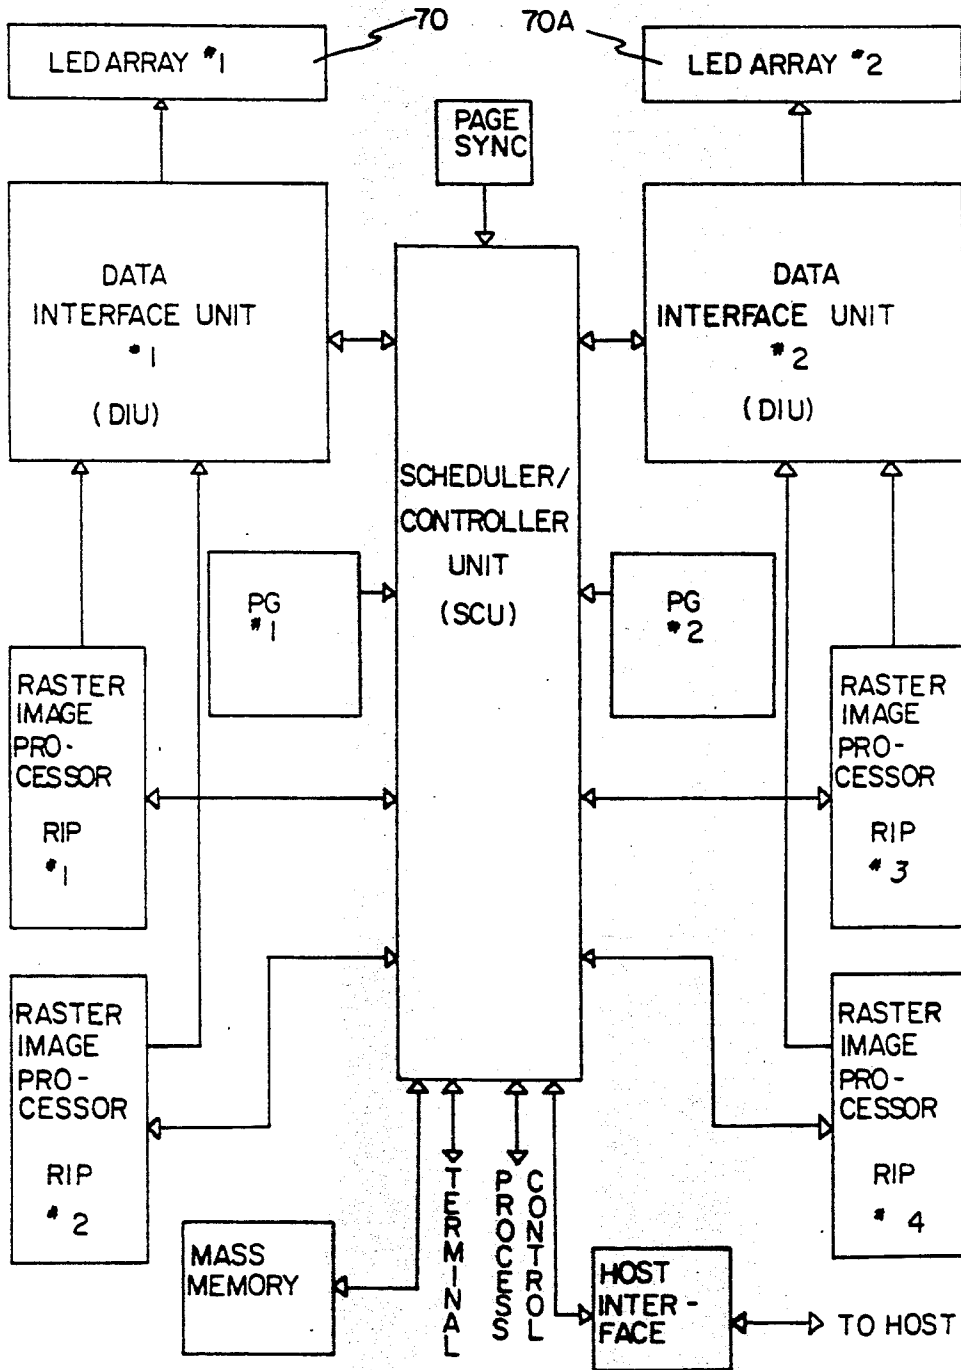 70
70A
LED ARRAY #1
LED ARRAY #2
PAGE
SYNC
DATA
INTERFACE UNIT
#1
(DIU)
DATA
INTERFACE UNIT
#2
(DIU)
SCHEDULER/
CONTROLLER
UNIT
(SCU)
PG
#1
PG
#2
RASTER
IMAGE
PRO-
CESSOR
RIP
#1
RASTER
IMAGE
PRO-
CESSOR
RIP
#3
RASTER
IMAGE
PRO-
CESSOR
RIP
#2
RASTER
IMAGE
PRO-
CESSOR
RIP
#4
MASS
MEMORY
TERMINAL
PROCESS
CONTROL
HOST
INTER-
FACE
TO HOST